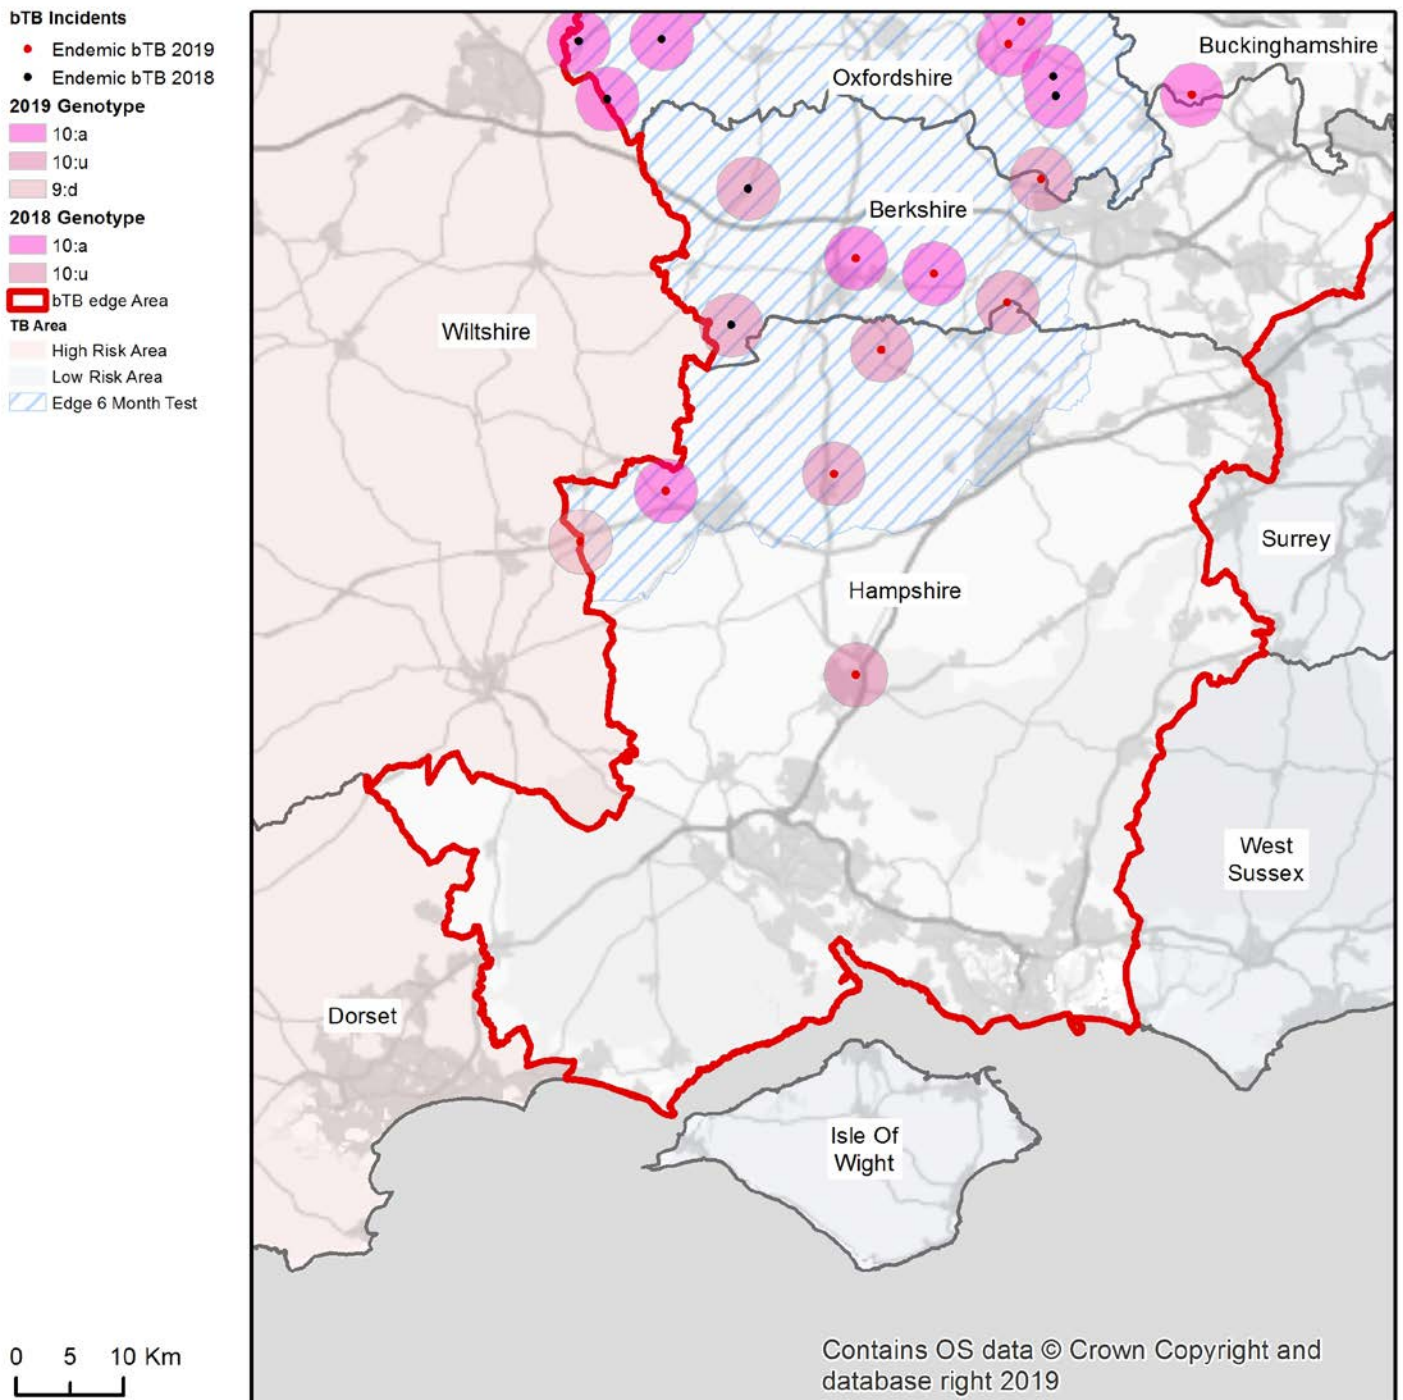 bTB Incidents
Endemic bTB 2019
Endemic bTB 2018
2019 Genotype
10:a
10:u
9:d
2018 Genotype
10:a
10:u
bTB edge Area
TB Area
High Risk Area
Low Risk Area
Edge 6 Month Test
Buckinghamshire
Oxfordshire
Berkshire
Wiltshire
Surrey
Hampshire
West
Sussex
Dorset
Isle Of
Wight
0 5 10 Km
Contains OS data © Crown Copyright and
database right 2019